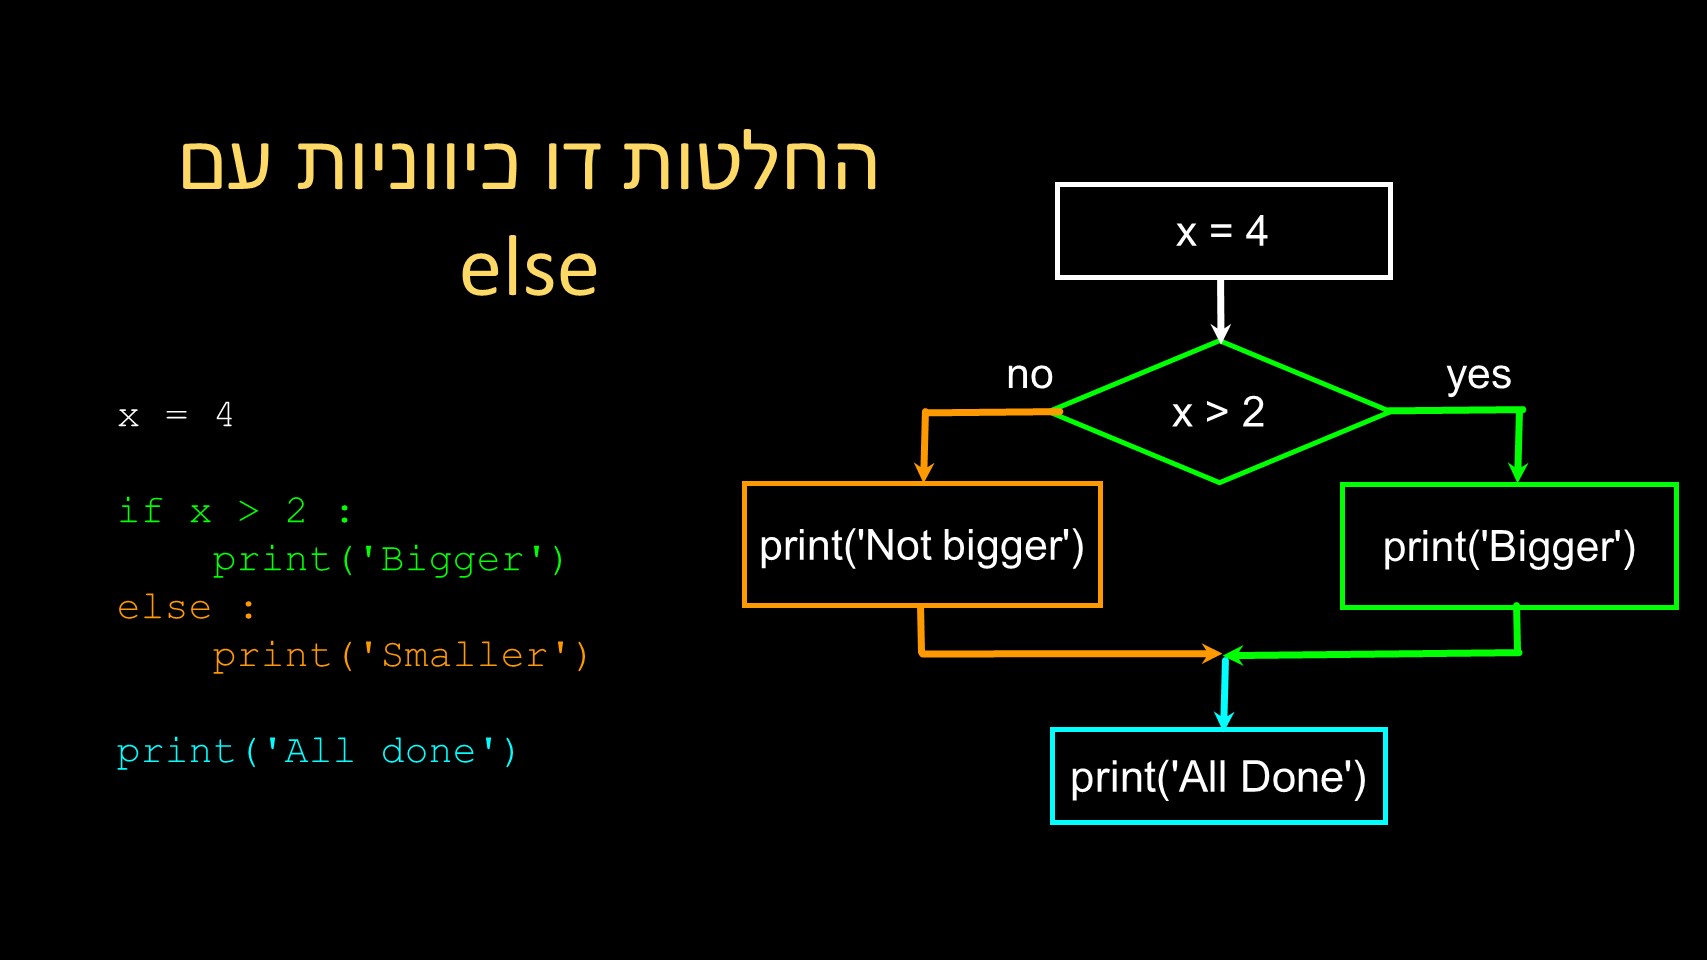 החלטות דו כיווניות עם
else
x = 4
if x > 2 :
    print('Bigger')
else :
    print('Smaller')
print('All done')
x = 4
no
yes
x > 2
print('Not bigger')
print('Bigger')
print('All Done')